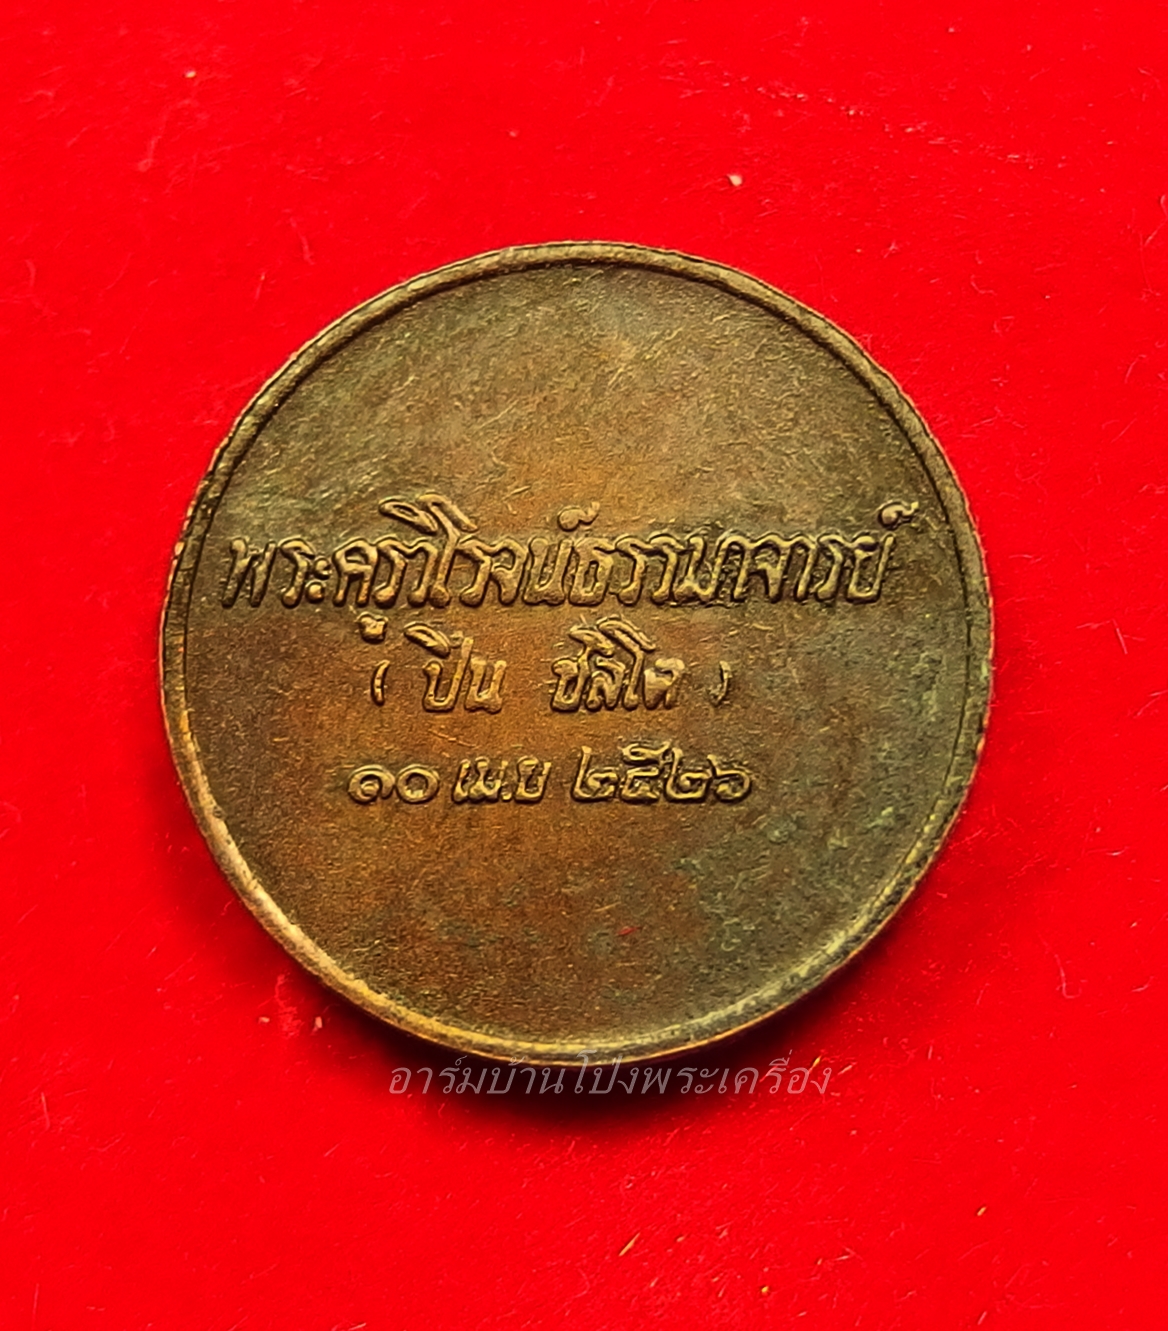 พระครูวิโรจน์ธรรมาจารย์
( ปิ่น ชลิโต )
๑๐ เม.ย ๒๕๒๖
อาร์มบ้านโป่งพระเครื่อง